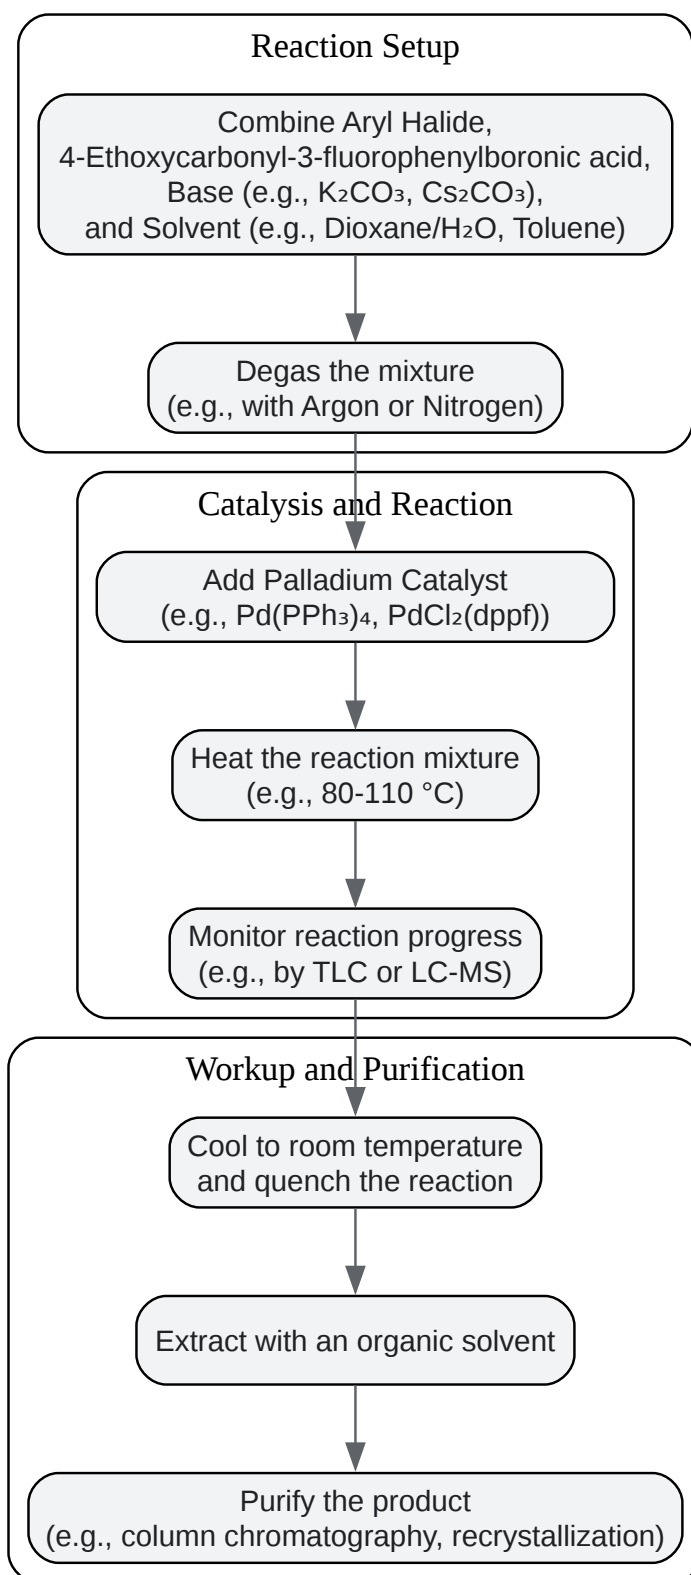 Reaction Setup
Combine Aryl Halide,
4-Ethoxycarbonyl-3-fluorophenylboronic acid,
Base (e.g., K₂CO₃, Cs₂CO₃),
and Solvent (e.g., Dioxane/H₂O, Toluene)
Degas the mixture
(e.g., with Argon or Nitrogen)
Catalysis and Reaction
Add Palladium Catalyst
(e.g., Pd(PPh₃)₄, PdCl₂(dppf))
Heat the reaction mixture
(e.g., 80-110 °C)
Monitor reaction progress
(e.g., by TLC or LC-MS)
Workup and Purification
Cool to room temperature
and quench the reaction
Extract with an organic solvent
Purify the product
(e.g., column chromatography, recrystallization)